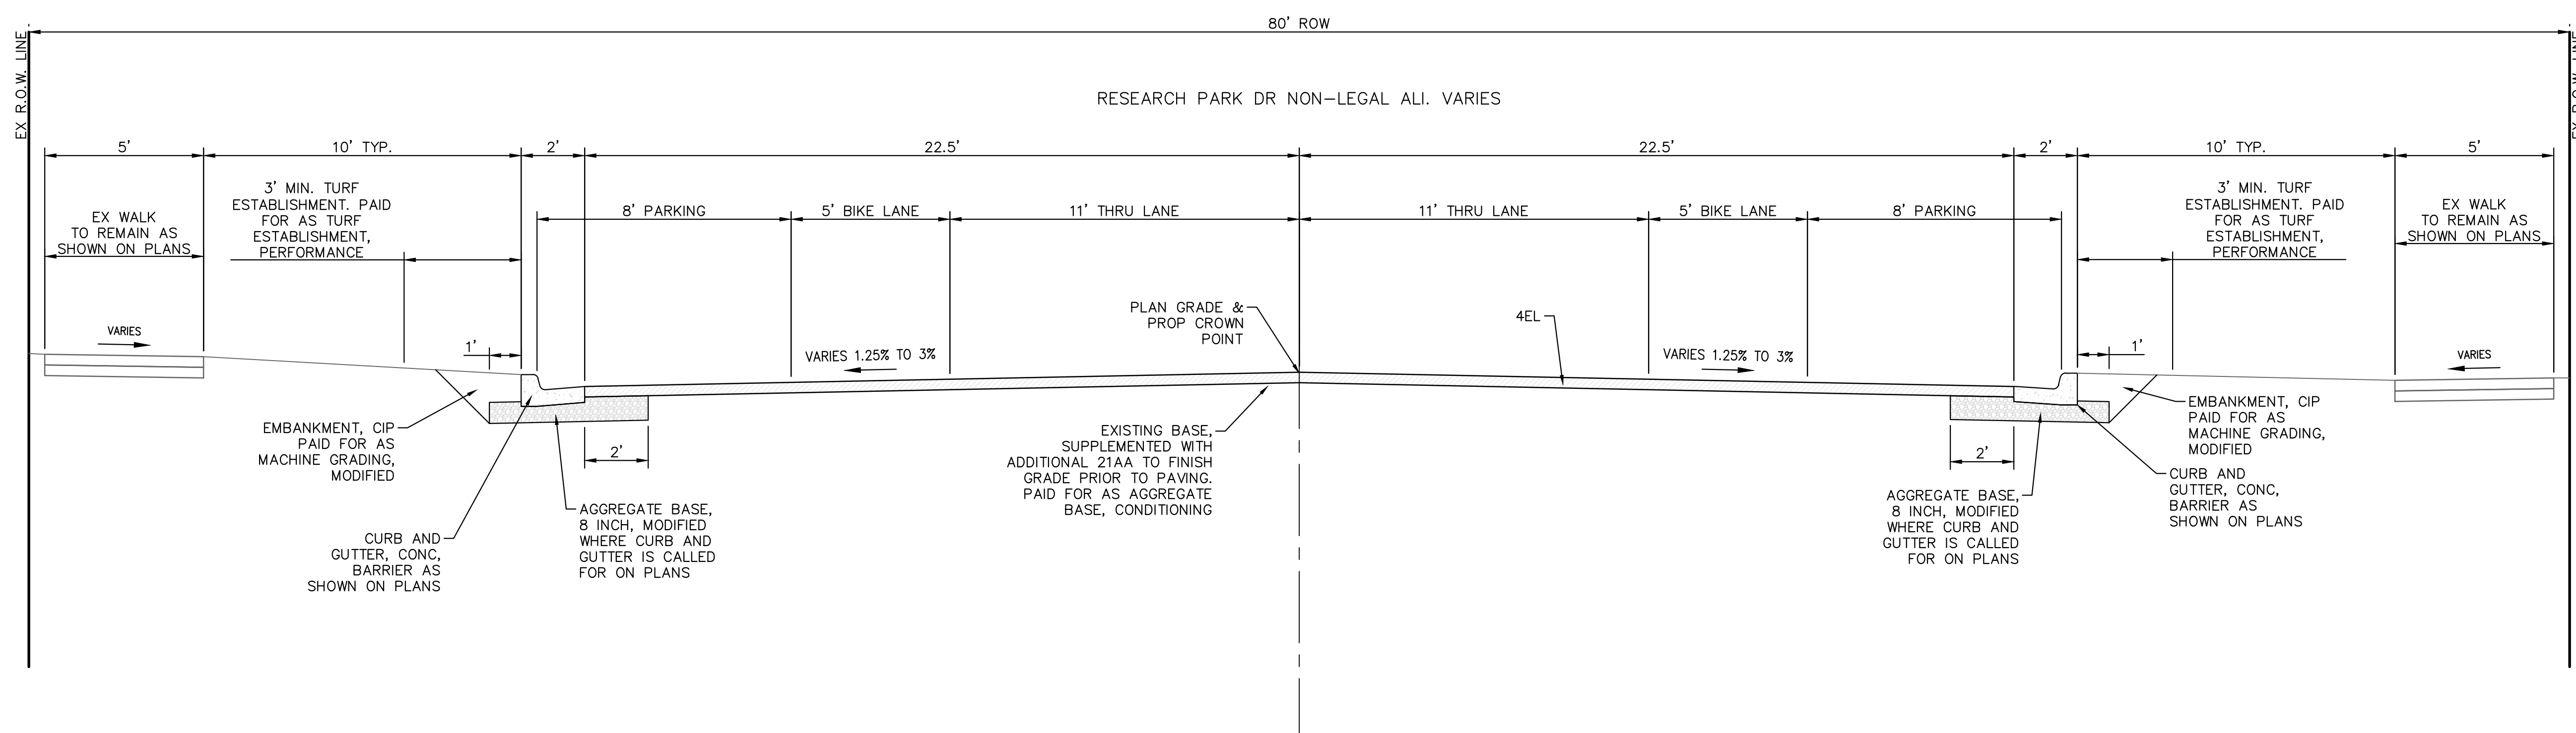 80' ROW
EX R.O.W. LINE
EX R.O.W. LINE
RESEARCH PARK DR NON-LEGAL ALI. VARIES
5'
10' TYP.
2'
22.5'
22.5'
2'
10' TYP.
5'
EX WALK
TO REMAIN AS
SHOWN ON PLANS
3' MIN. TURF
ESTABLISHMENT. PAID
FOR AS TURF
ESTABLISHMENT,
PERFORMANCE
8' PARKING
5' BIKE LANE
11' THRU LANE
11' THRU LANE
5' BIKE LANE
8' PARKING
3' MIN. TURF
ESTABLISHMENT. PAID
FOR AS TURF
ESTABLISHMENT,
PERFORMANCE
EX WALK
TO REMAIN AS
SHOWN ON PLANS
VARIES
1'
VARIES 1.25% TO 3%
PLAN GRADE &
PROP CROWN
POINT
4EL
VARIES 1.25% TO 3%
1'
VARIES
EMBANKMENT, CIP
PAID FOR AS
MACHINE GRADING,
MODIFIED
2'
EXISTING BASE,
SUPPLEMENTED WITH
ADDITIONAL 21AA TO FINISH
GRADE PRIOR TO PAVING.
PAID FOR AS AGGREGATE
BASE, CONDITIONING
2'
EMBANKMENT, CIP
PAID FOR AS
MACHINE GRADING,
MODIFIED
CURB AND
GUTTER, CONC,
BARRIER AS
SHOWN ON PLANS
AGGREGATE BASE,
8 INCH, MODIFIED
WHERE CURB AND
GUTTER IS CALLED
FOR ON PLANS
AGGREGATE BASE,
8 INCH, MODIFIED
WHERE CURB AND
GUTTER IS CALLED
FOR ON PLANS
CURB AND
GUTTER, CONC,
BARRIER AS
SHOWN ON PLANS